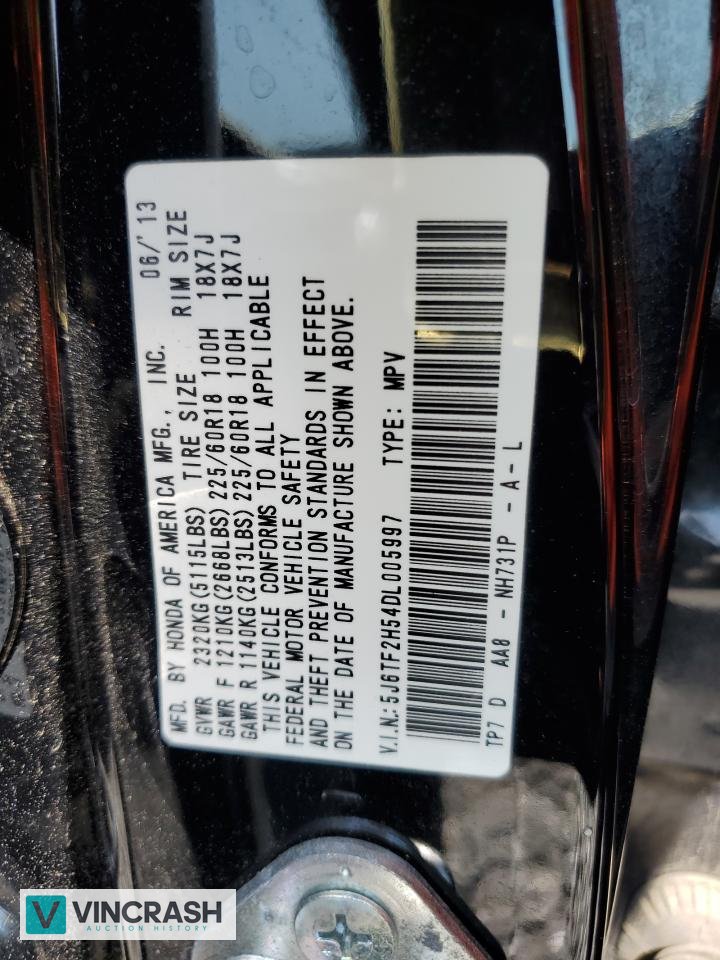 MFD. BY HONDA OF AMERICA MFG., INC. 06/'13
GVWR 2320KG(5115LBS) TIRE SIZE RIM SIZE
GAWR F 1210KG(2668LBS) 225/60R18 100H 18X7J
GAWR R 1140KG(2513LBS) 225/60R18 100H 18X7J
THIS VEHICLE CONFORMS TO ALL APPLICABLE
FEDERAL MOTOR VEHICLE SAFETY
AND THEFT PREVENTION STANDARDS IN EFFECT
ON THE DATE OF MANUFACTURE SHOWN ABOVE.
V.I.N.: 5J6TF2H54DL005997 TYPE: MPV
TP7 D AA8 - NH731P - A - L
V VINCRASH
AUCTION HISTORY